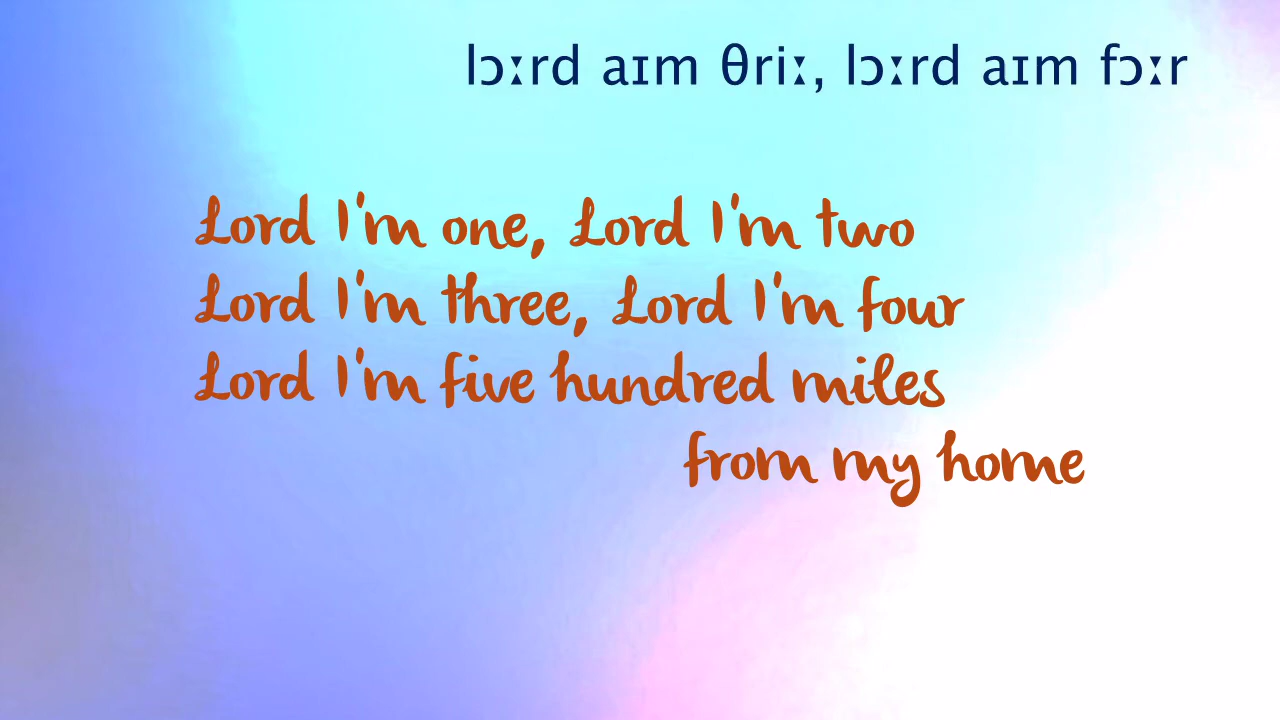 lɔːrd aɪm θriː, lɔːrd aɪm fɔːr
Lord I'm one, Lord I'm two
Lord I'm three, Lord I'm four
Lord I'm five hundred miles
from my home